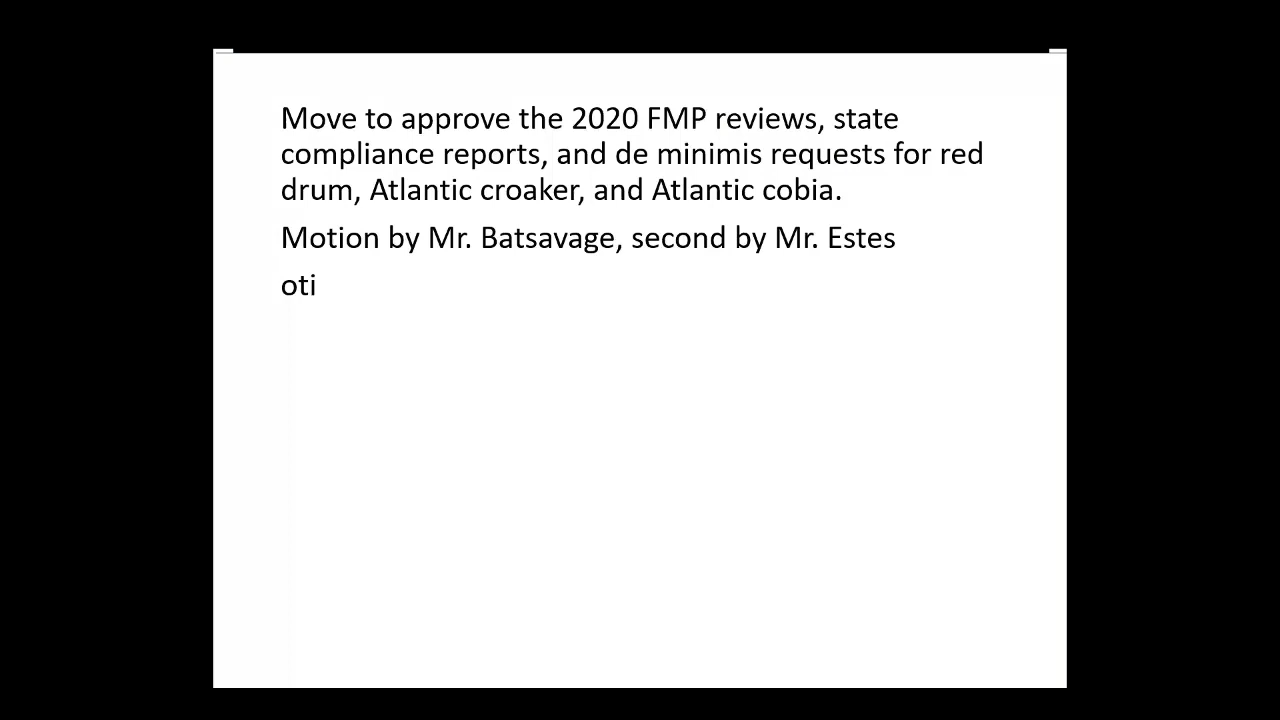 Move to approve the 2020 FMP reviews, state
compliance reports, and de minimis requests for red
drum, Atlantic croaker, and Atlantic cobia.
Motion by Mr. Batsavage, second by Mr. Estes
oti